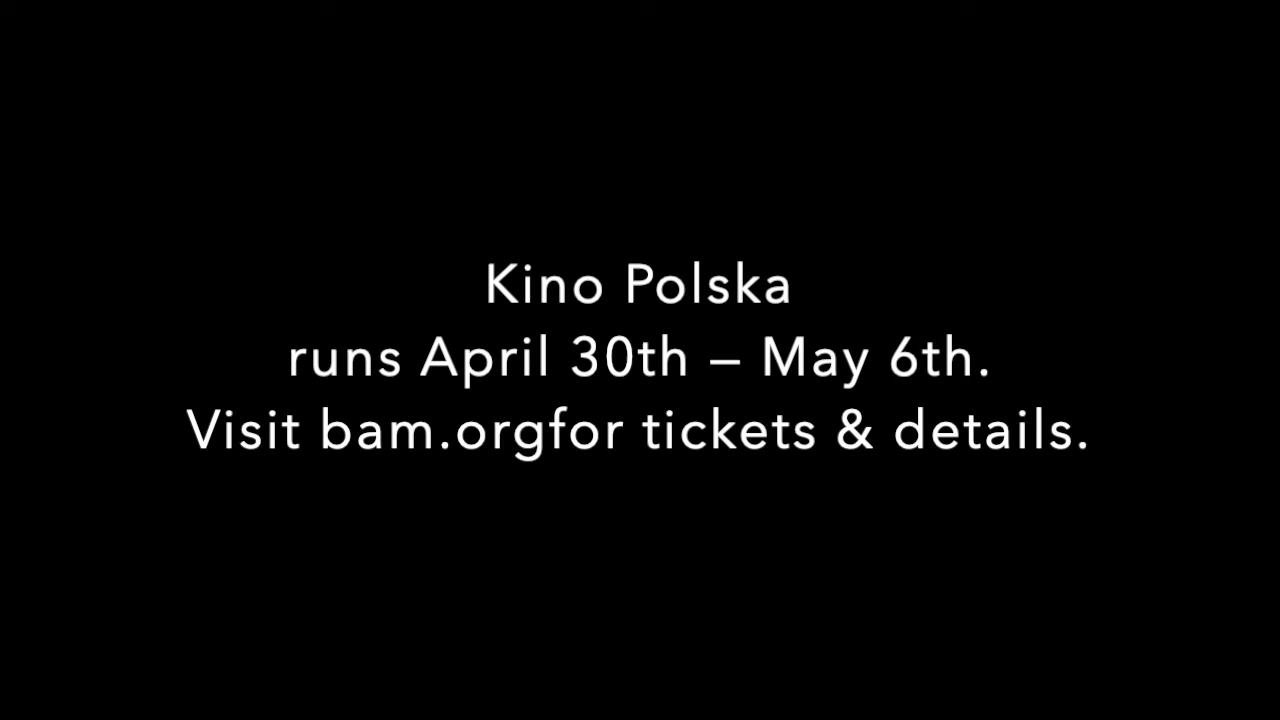 Kino Polska
runs April 30th – May 6th.
Visit bam.orgfor tickets & details.